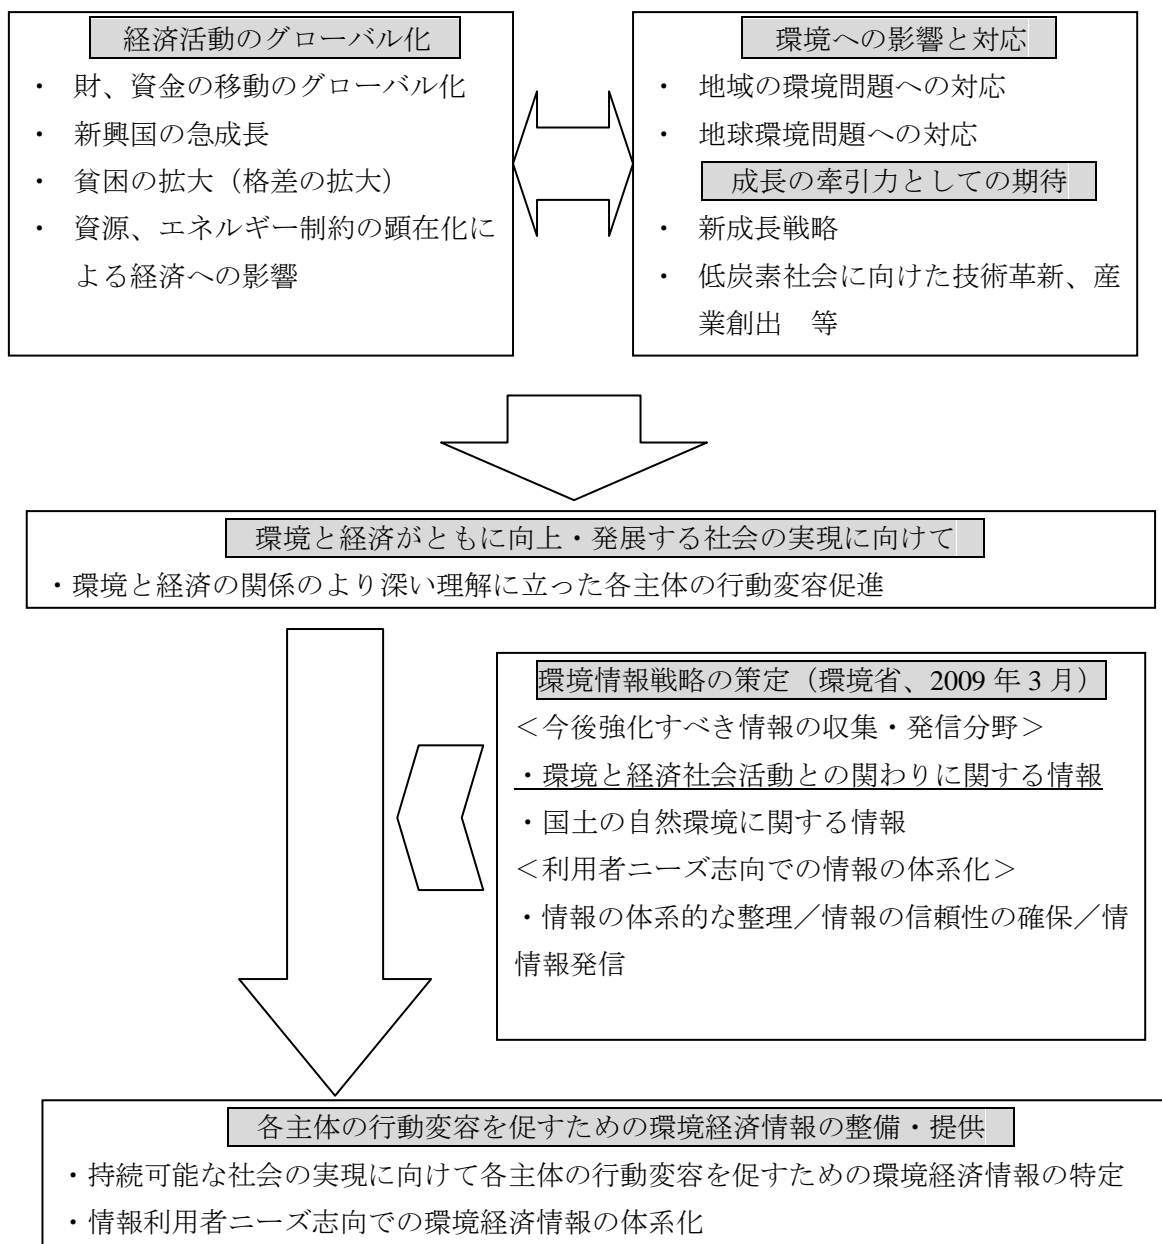 経済活動のグローバル化
・ 財、資金の移動のグローバル化
・ 新興国の急成長
・ 貧困の拡大（格差の拡大）
・ 資源、エネルギー制約の顕在化に
よる経済への影響
環境への影響と対応
・ 地域の環境問題への対応
・ 地球環境問題への対応
成長の牽引力としての期待
・ 新成長戦略
・ 低炭素社会に向けた技術革新、産
業創出　等
環境と経済がともに向上・発展する社会の実現に向けて
・環境と経済の関係のより深い理解に立った各主体の行動変容促進
環境情報戦略の策定（環境省、2009 年 3 月）
＜今後強化すべき情報の収集・発信分野＞
・環境と経済社会活動との関わりに関する情報
・国土の自然環境に関する情報
＜利用者ニーズ志向での情報の体系化＞
・情報の体系的な整理／情報の信頼性の確保／情
情報発信
各主体の行動変容を促すための環境経済情報の整備・提供
・持続可能な社会の実現に向けて各主体の行動変容を促すための環境経済情報の特定
・情報利用者ニーズ志向での環境経済情報の体系化